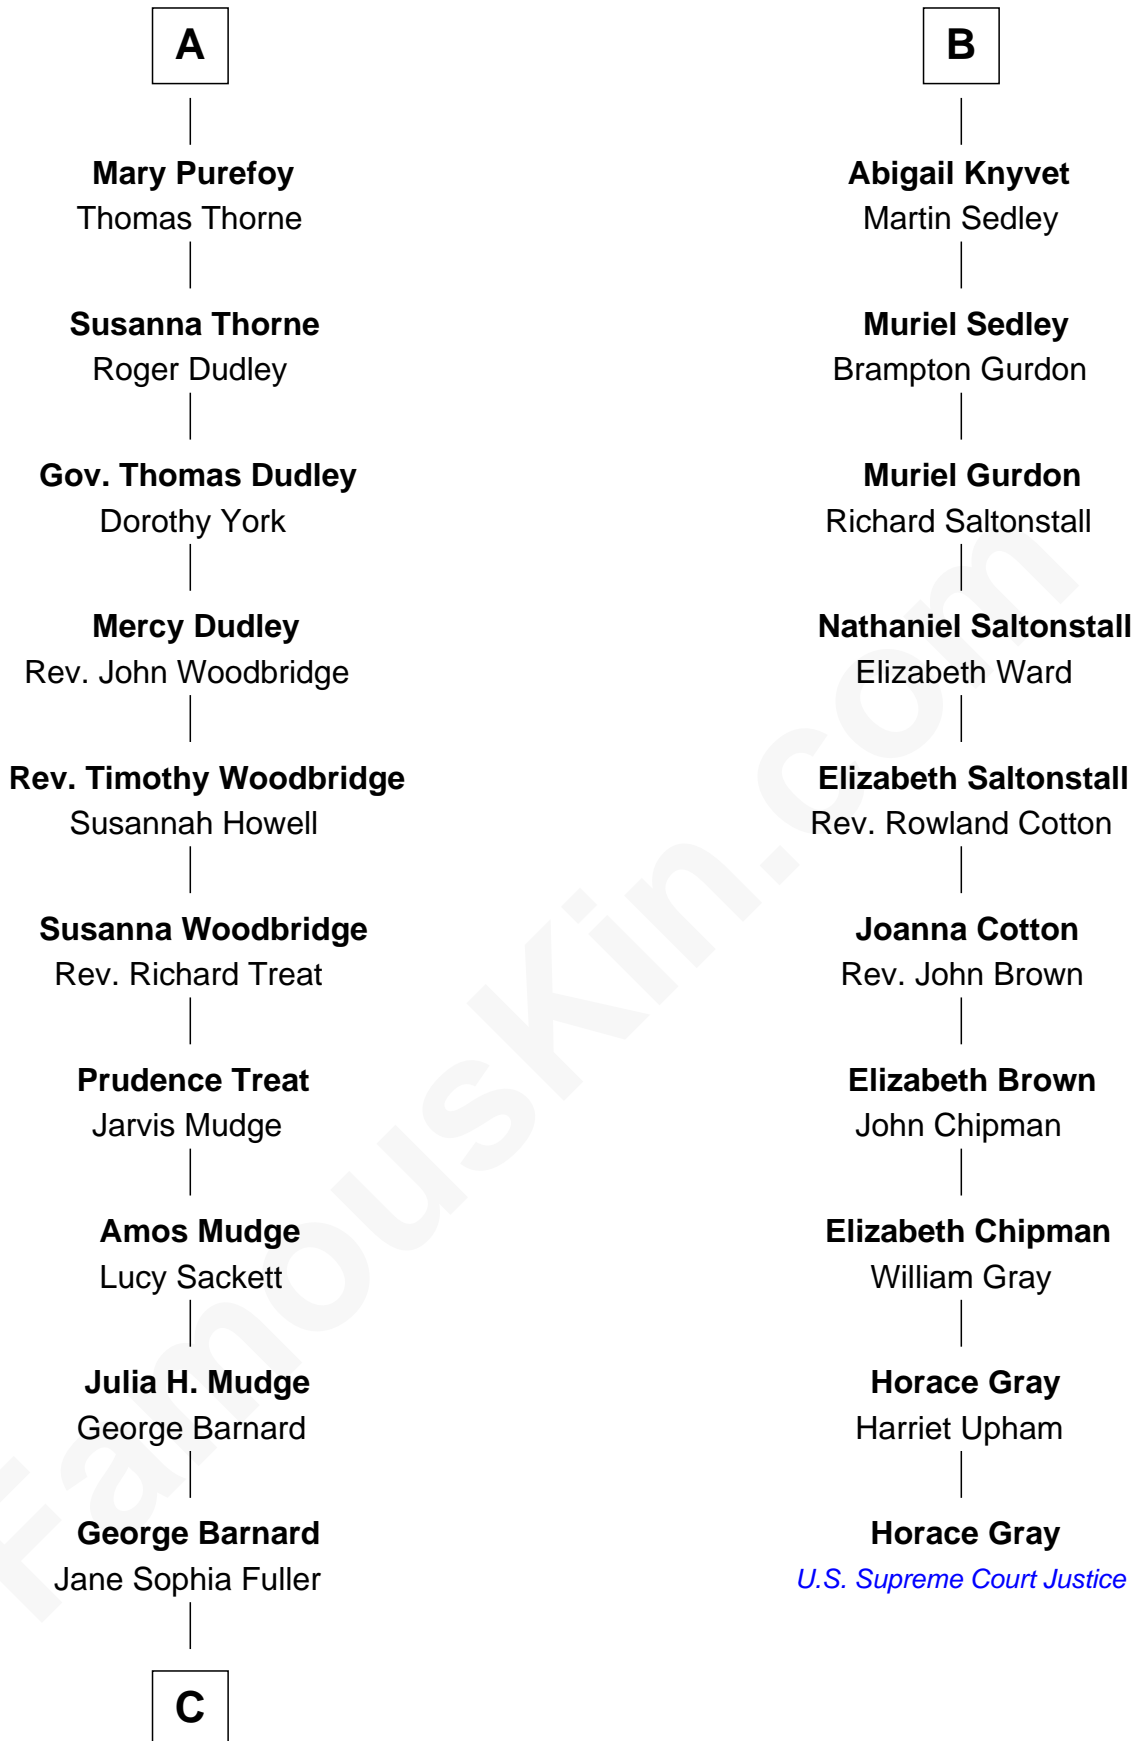 A
Mary Purefoy
Thomas Thorne
Susanna Thorne
Roger Dudley
Gov. Thomas Dudley
Dorothy York
Mercy Dudley
Rev. John Woodbridge
Rev. Timothy Woodbridge
Susannah Howell
Susanna Woodbridge
Rev. Richard Treat
Prudence Treat
Jarvis Mudge
Amos Mudge
Lucy Sackett
Julia H. Mudge
George Barnard
George Barnard
Jane Sophia Fuller
C
B
Abigail Knyvet
Martin Sedley
Muriel Sedley
Brampton Gurdon
Muriel Gurdon
Richard Saltonstall
Nathaniel Saltonstall
Elizabeth Ward
Elizabeth Saltonstall
Rev. Rowland Cotton
Joanna Cotton
Rev. John Brown
Elizabeth Brown
John Chipman
Elizabeth Chipman
William Gray
Horace Gray
Harriet Upham
Horace Gray
U.S. Supreme Court Justice
FamousKin.com